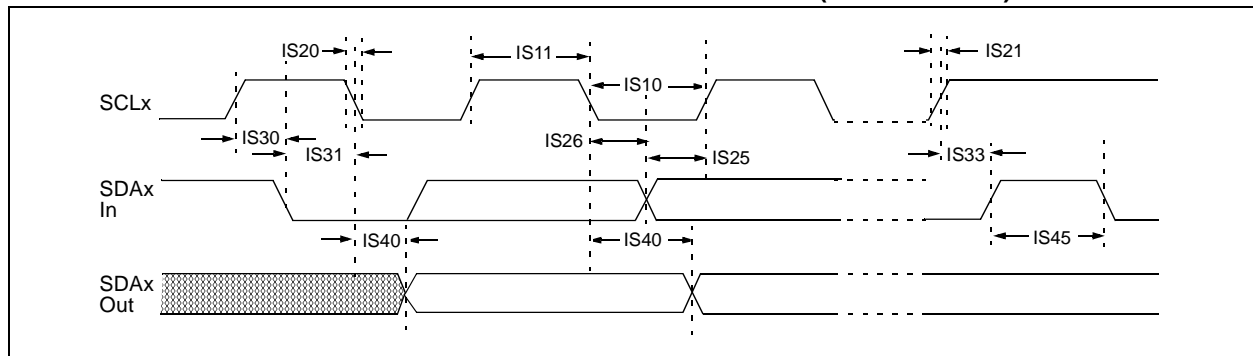 IS20
IS11
IS21
IS10
SCLx
IS30
IS26
IS31
IS25
IS33
SDAx
In
IS40
IS40
IS45
SDAx
Out